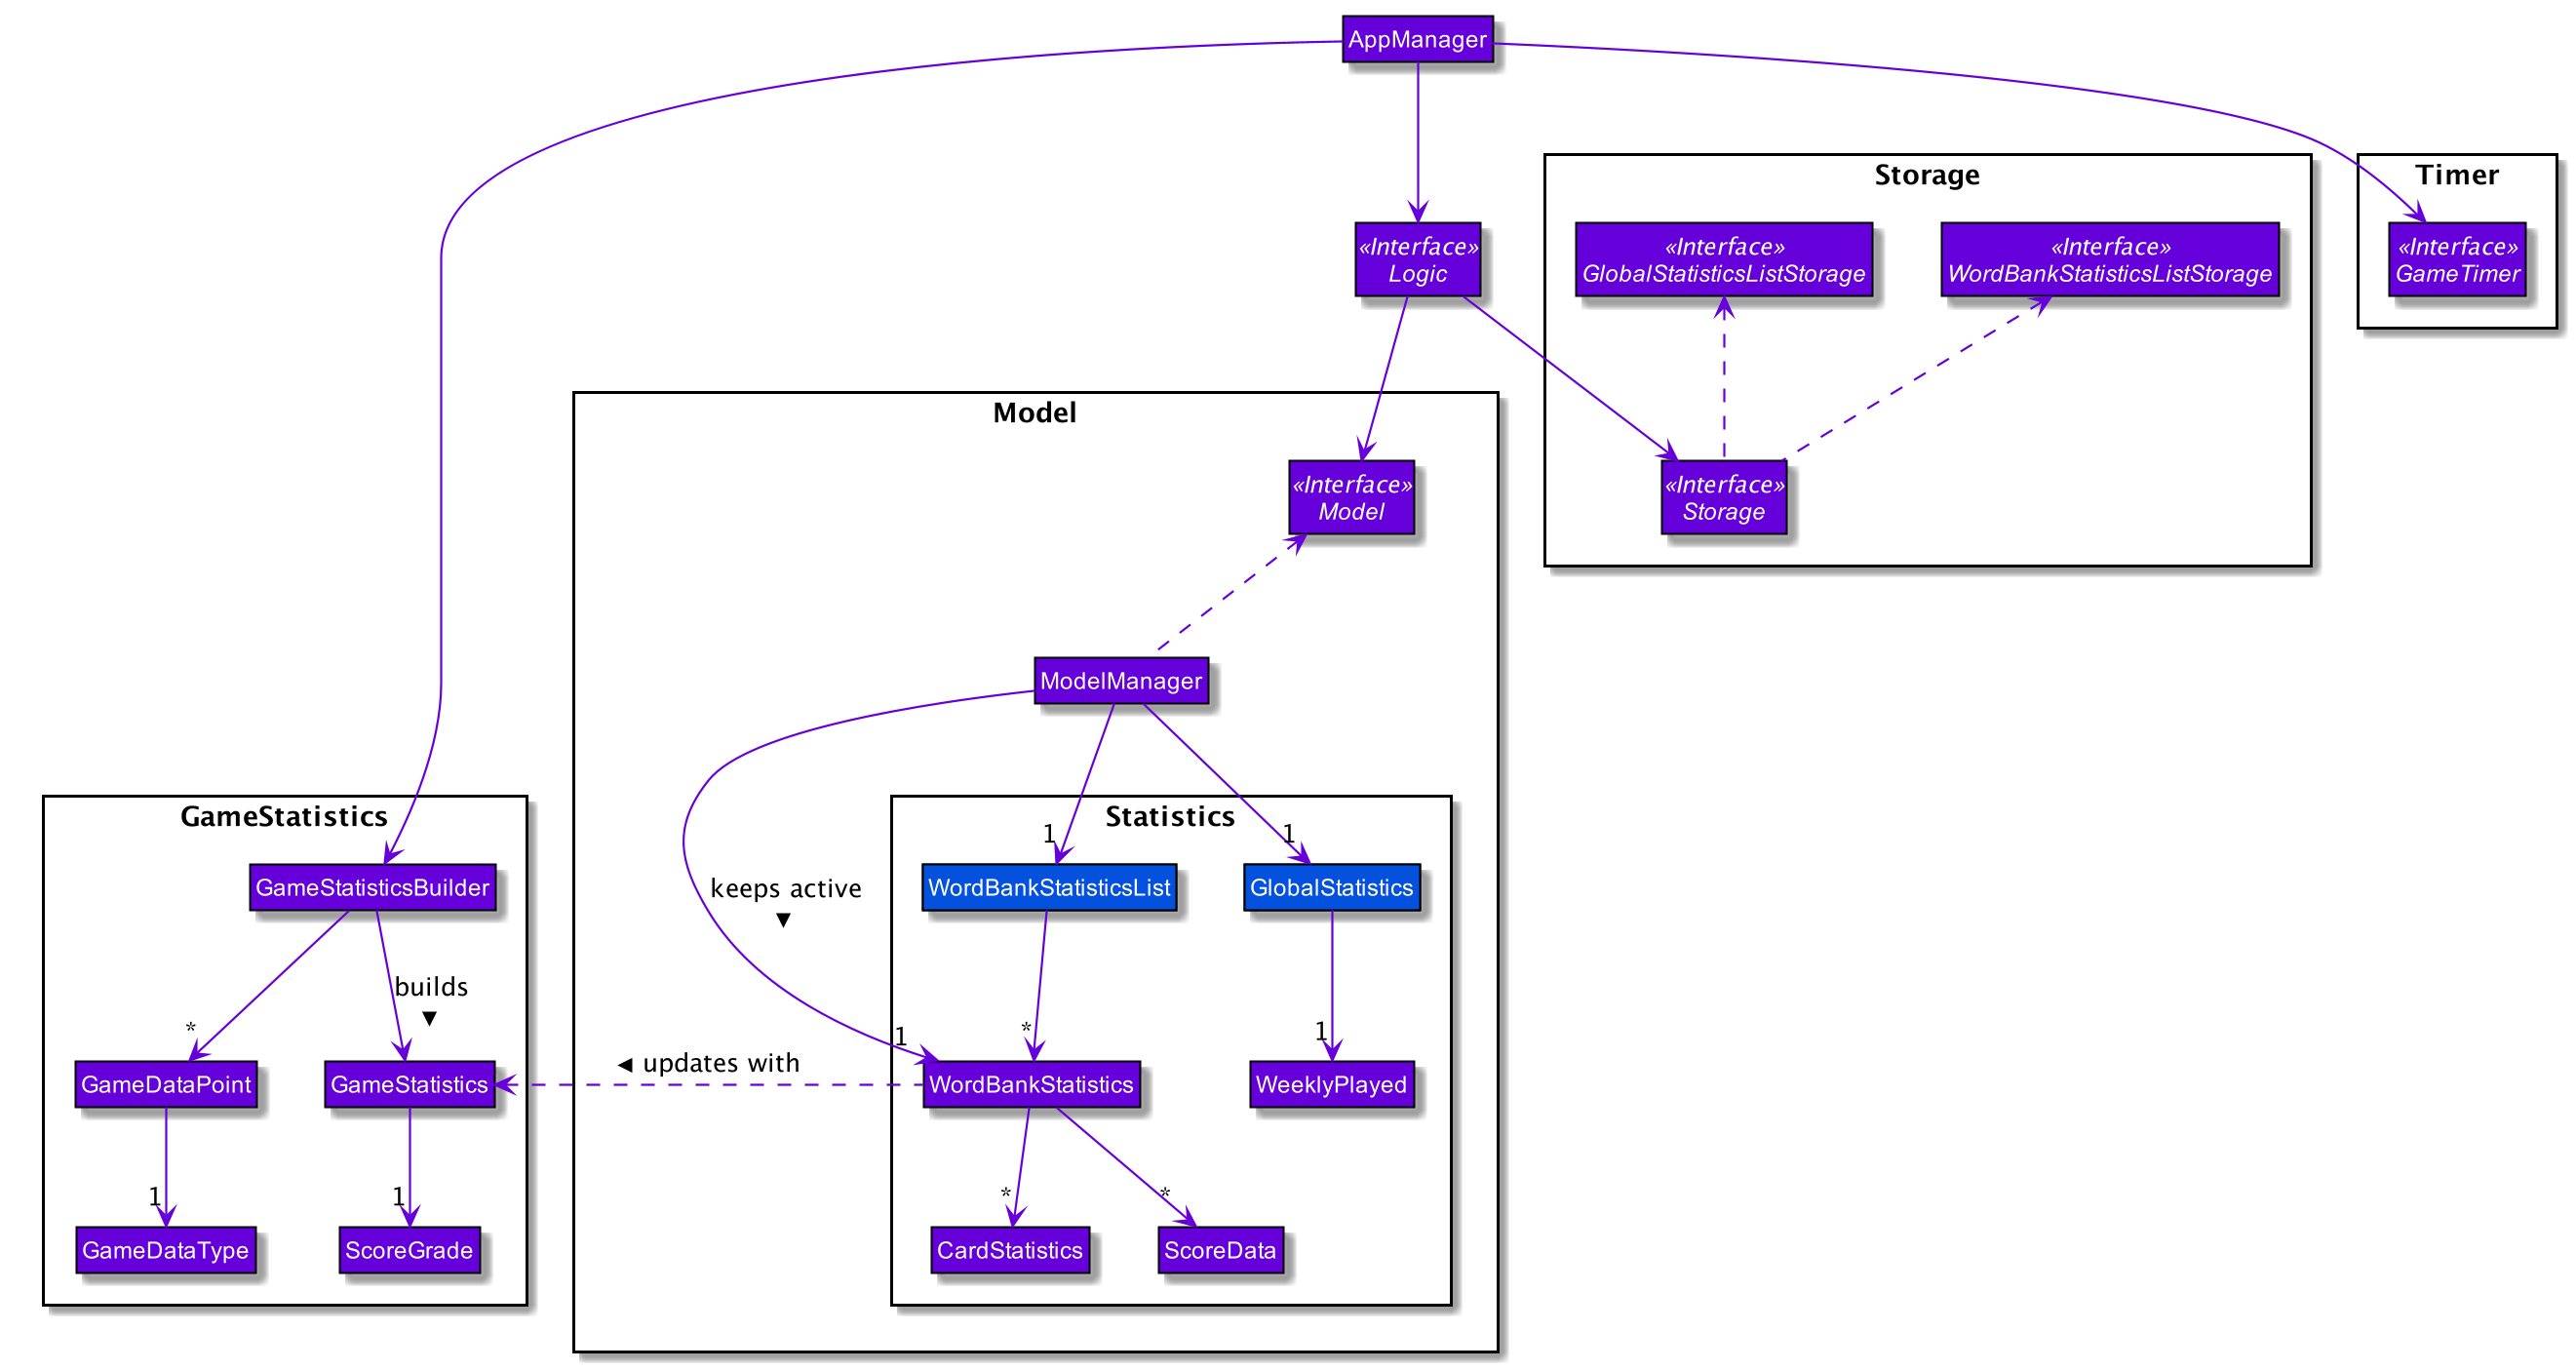 AppManager
Storage
Timer
«Interface»
Logic
«Interface»
GlobalStatisticsListStorage
«Interface»
WordBankStatisticsListStorage
«Interface»
GameTimer
Model
«Interface»
Model
«Interface»
Storage
ModelManager
GameStatistics
Statistics
1
1
GameStatisticsBuilder
keeps active
▼
WordBankStatisticsList
GlobalStatistics
builds
▼
*
1
*
1
◄ updates with
GameDataPoint
GameStatistics
WordBankStatistics
WeeklyPlayed
1
1
*
*
GameDataType
ScoreGrade
CardStatistics
ScoreData